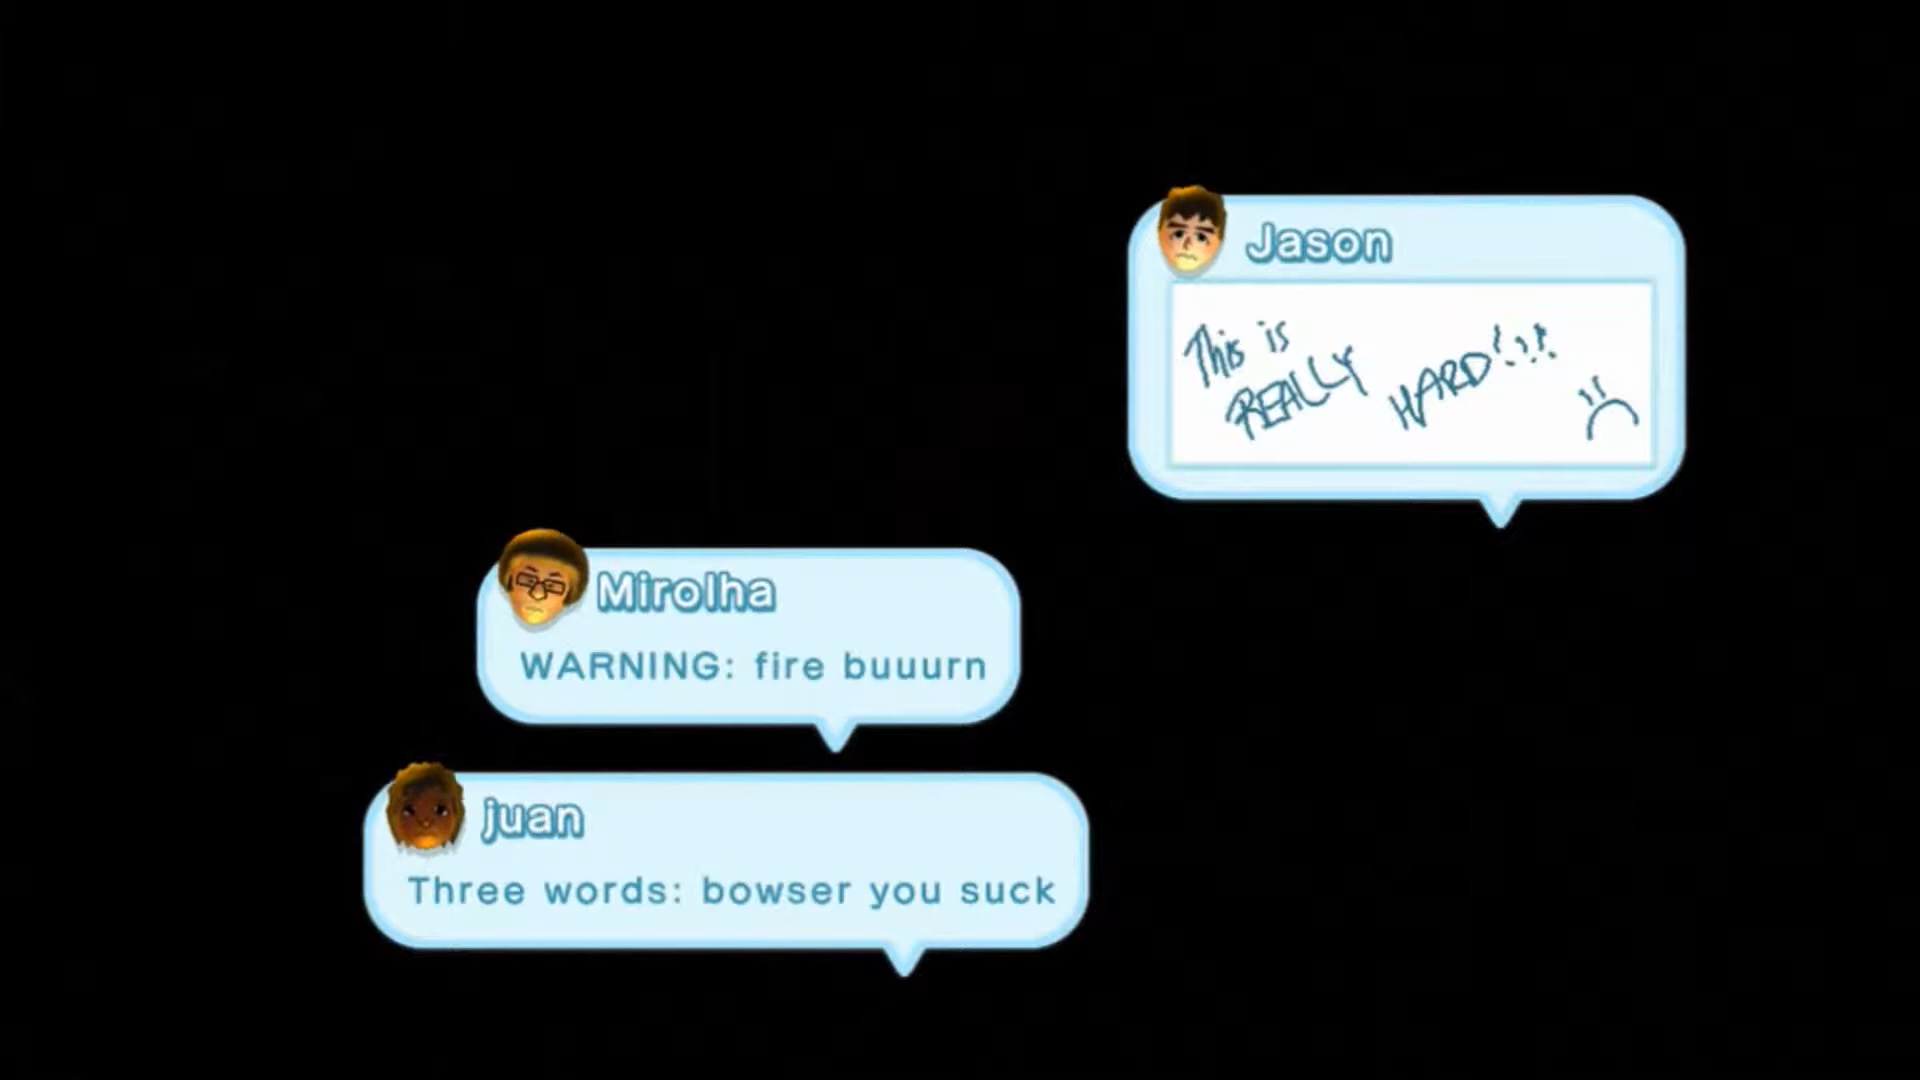 Jason
This is
REALLY HARD!!!
Mirolha
WARNING: fire buuurn
juan
Three words: bowser you suck